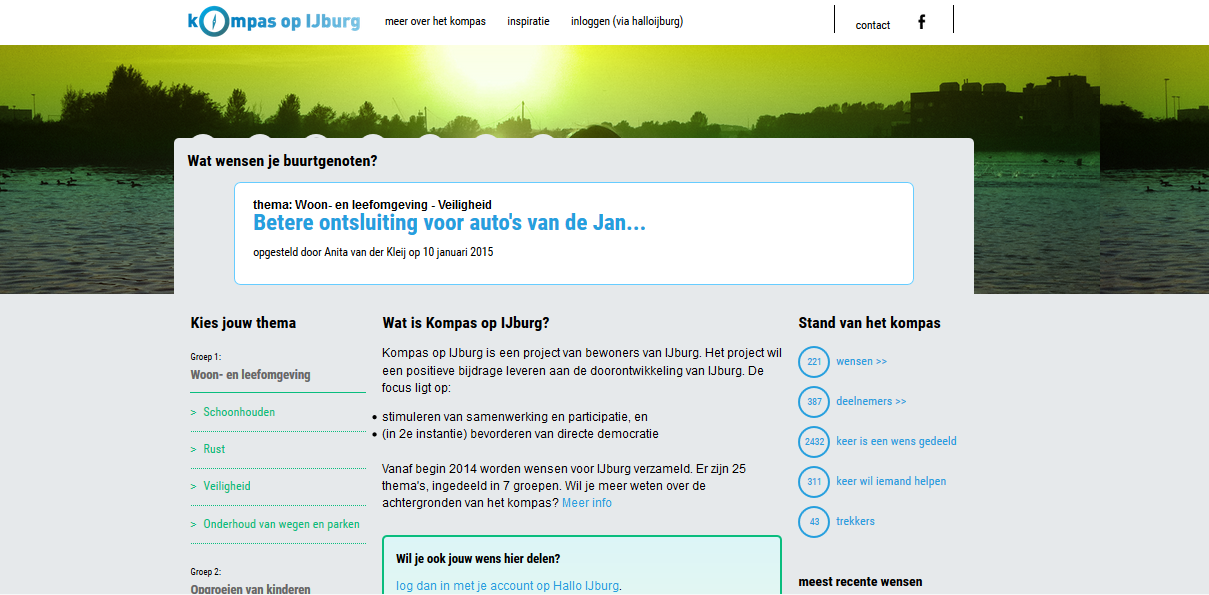 kompas op IJburg
meer over het kompas
inspiratie
inloggen (via halloijburg)
contact
f
Wat wensen je buurtgenoten?
thema: Woon- en leefomgeving - Veiligheid
Betere ontsluiting voor auto's van de Jan...
opgesteld door Anita van der Kleij op 10 januari 2015
Kies jouw thema
Groep 1:
Woon- en leefomgeving
> Schoonhouden
> Rust
> Veiligheid
> Onderhoud van wegen en parken
Groep 2:
Opgroeien van kinderen
Wat is Kompas op IJburg?
Kompas op IJburg is een project van bewoners van IJburg. Het project wil
een positieve bijdrage leveren aan de doorontwikkeling van IJburg. De
focus ligt op:
• stimuleren van samenwerking en participatie, en
• (in 2e instantie) bevorderen van directe democratie
Vanaf begin 2014 worden wensen voor IJburg verzameld. Er zijn 25
thema's, ingedeeld in 7 groepen. Wil je meer weten over de
achtergronden van het kompas? Meer info
Wil je ook jouw wens hier delen?
log dan in met je account op Hallo IJburg.
Stand van het kompas
221 wensen >>
387 deelnemers >>
2432 keer is een wens gedeeld
311 keer wil iemand helpen
43 trekkers
meest recente wensen